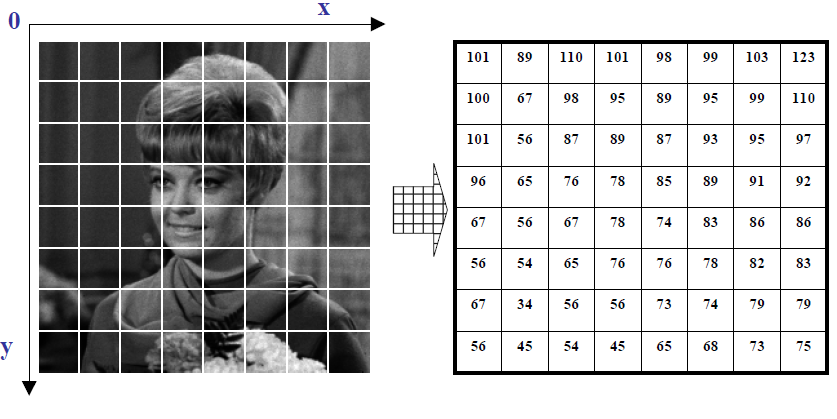 0 x
y
101 89 110 101 98 99 103 123
100 67 98 95 89 95 99 110
101 56 87 89 87 93 95 97
96 65 76 78 85 89 91 92
67 56 67 78 74 83 86 86
56 54 65 76 76 78 82 83
67 34 56 56 73 74 79 79
56 45 54 45 65 68 73 75